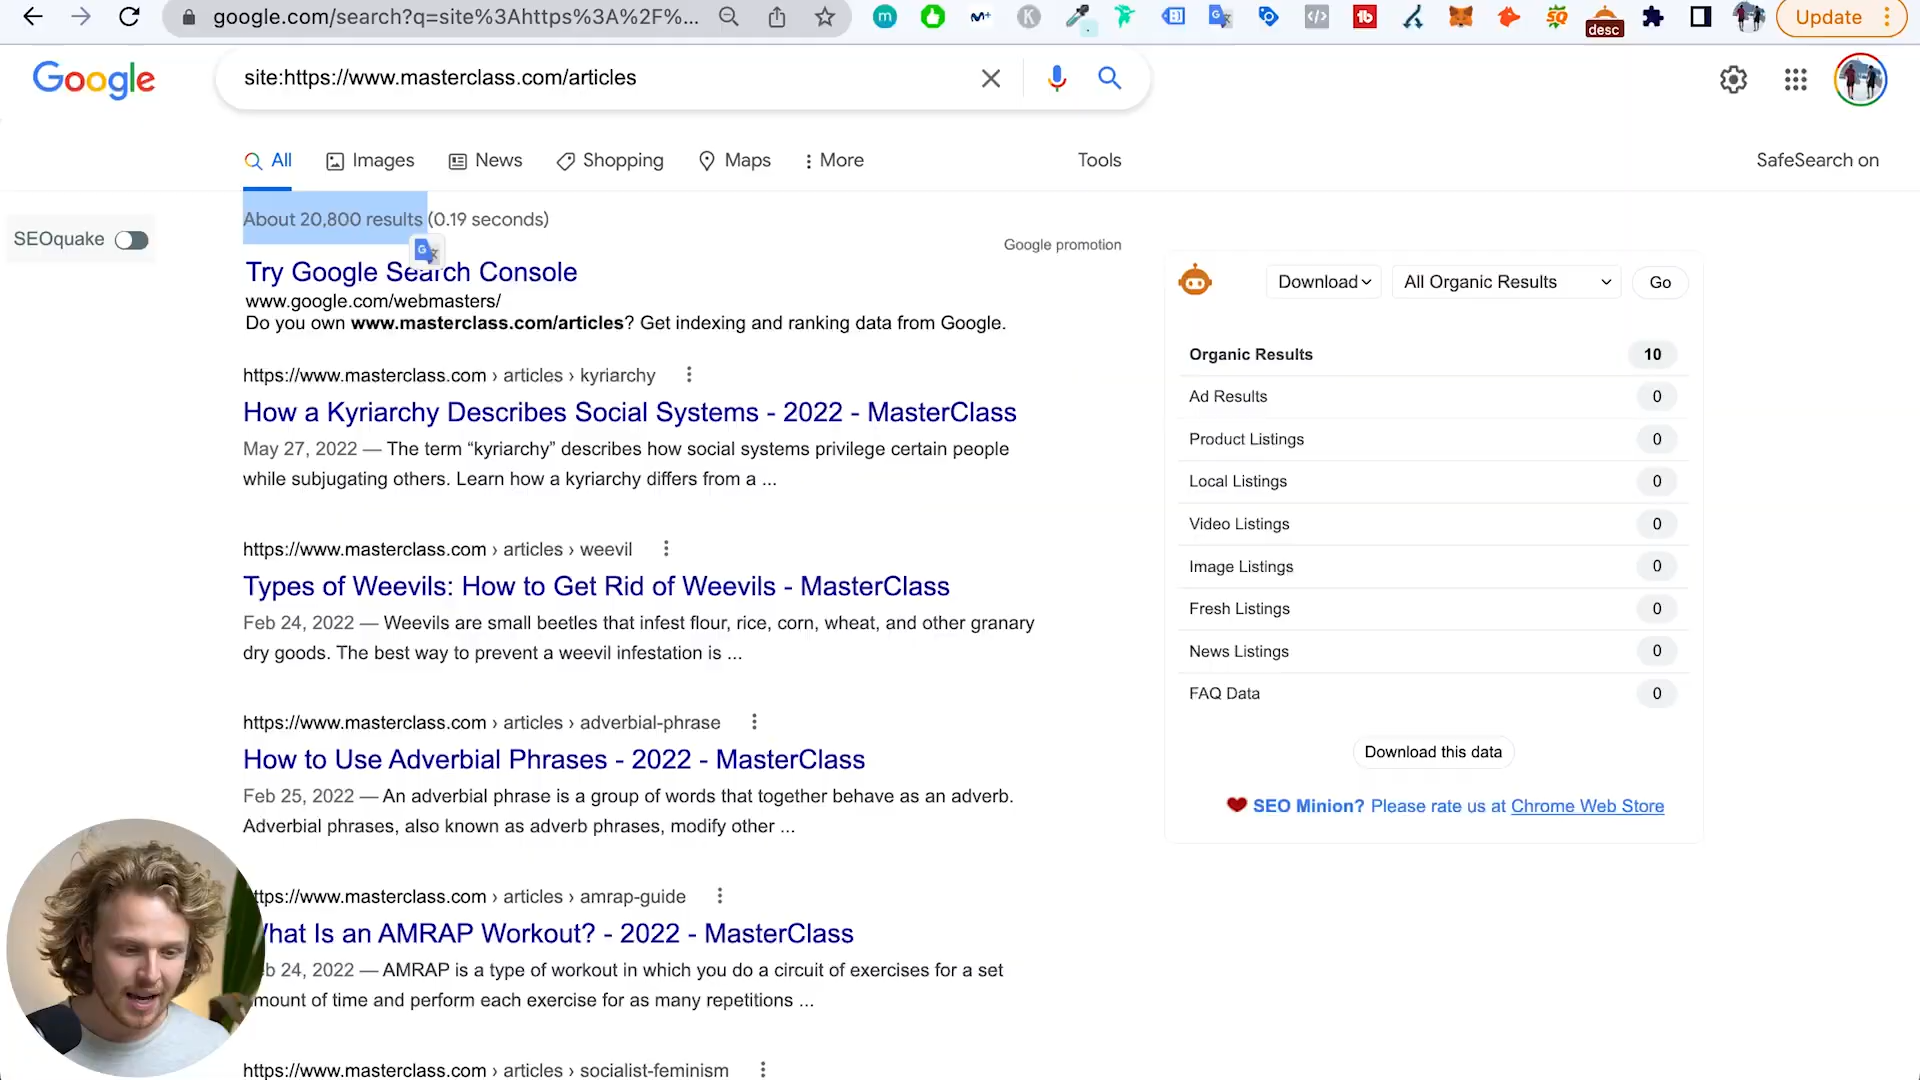 google.com/search?q=site%3Ahttps%3A%2F%...
m
K
1b
SQ
desc
Update
Google
site:https://www.masterclass.com/articles
All
Images
News
Shopping
Maps
More
Tools
SafeSearch on
SEOquake
About 20,800 results (0.19 seconds)
Google promotion
Try Google Search Console
www.google.com/webmasters/
Do you own www.masterclass.com/articles? Get indexing and ranking data from Google.
https://www.masterclass.com › articles › kyriarchy
How a Kyriarchy Describes Social Systems - 2022 - MasterClass
May 27, 2022 — The term “kyriarchy” describes how social systems privilege certain people
while subjugating others. Learn how a kyriarchy differs from a ...
https://www.masterclass.com › articles › weevil
Types of Weevils: How to Get Rid of Weevils - MasterClass
Feb 24, 2022 — Weevils are small beetles that infest flour, rice, corn, wheat, and other granary
dry goods. The best way to prevent a weevil infestation is ...
https://www.masterclass.com › articles › adverbial-phrase
How to Use Adverbial Phrases - 2022 - MasterClass
Feb 25, 2022 — An adverbial phrase is a group of words that together behave as an adverb.
Adverbial phrases, also known as adverb phrases, modify other ...
ttps://www.masterclass.com › articles › amrap-guide
hat Is an AMRAP Workout? - 2022 - MasterClass
b 24, 2022 — AMRAP is a type of workout in which you do a circuit of exercises for a set
mount of time and perform each exercise for as many repetitions ...
https://www.masterclass.com › articles › socialist-feminism
Download
All Organic Results
Go
Organic Results 10
Ad Results 0
Product Listings 0
Local Listings 0
Video Listings 0
Image Listings 0
Fresh Listings 0
News Listings 0
FAQ Data 0
Download this data
SEO Minion? Please rate us at Chrome Web Store